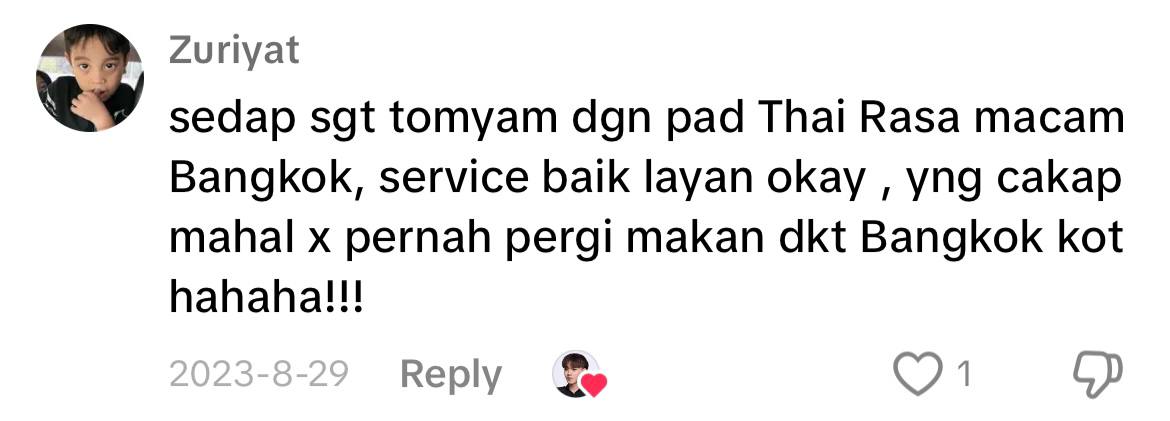 Zuriyat
sedap sgt tomyam dgn pad Thai Rasa macam
Bangkok, service baik layan okay , yng cakap
mahal x pernah pergi makan dkt Bangkok kot
hahaha!!!
2023-8-29 Reply 1